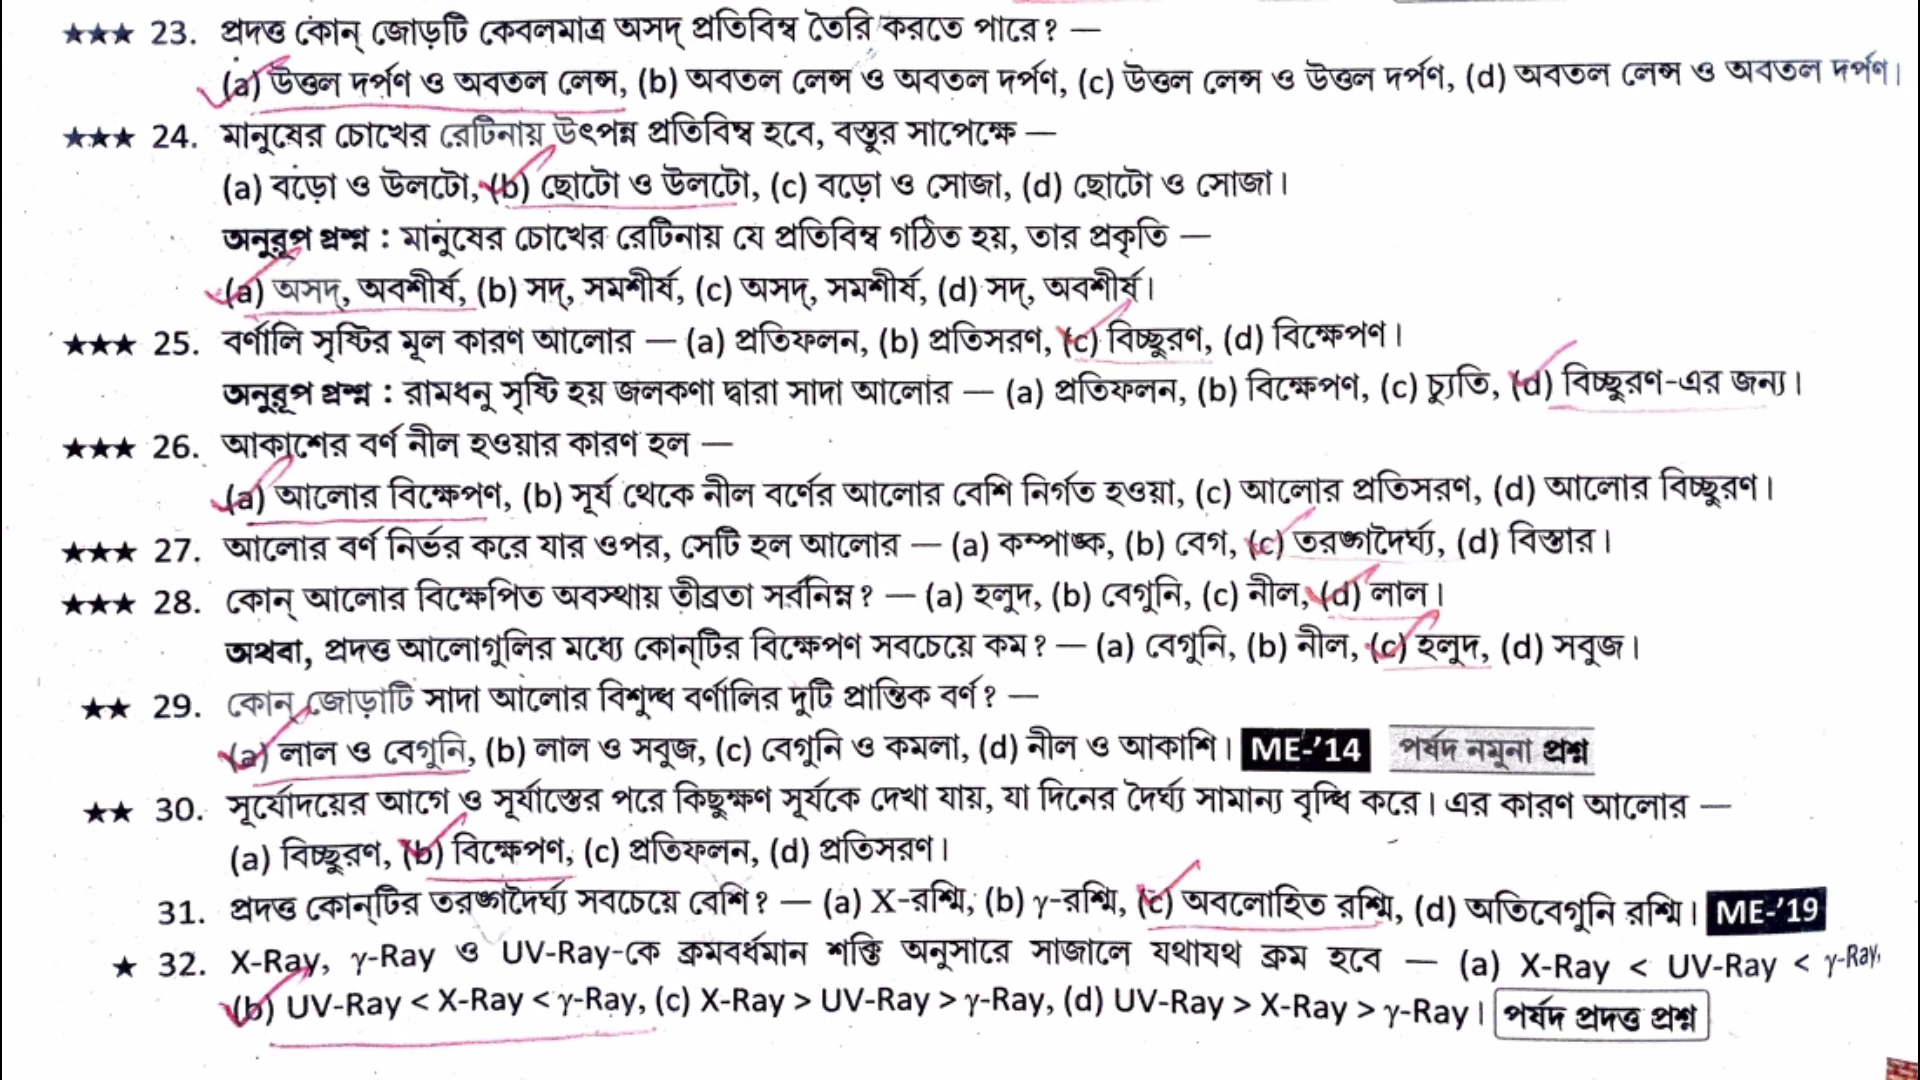 ★★★ 23. প্রদত্ত কোন্ জোড়টি কেবলমাত্র অসদ্ প্রতিবিম্ব তৈরি করতে পারে? —
(a) উত্তল দর্পণ ও অবতল লেন্স, (b) অবতল লেন্স ও অবতল দর্পণ, (c) উত্তল লেন্স ও উত্তল দর্পণ, (d) অবতল লেন্স ও অবতল দর্পণ।
★★★ 24. মানুষের চোখের রেটিনায় উৎপন্ন প্রতিবিম্ব হবে, বস্তুর সাপেক্ষে —
(a) বড়ো ও উলটো, (b) ছোটো ও উলটো, (c) বড়ো ও সোজা, (d) ছোটো ও সোজা।
অনুরূপ প্রশ্ন : মানুষের চোখের রেটিনায় যে প্রতিবিম্ব গঠিত হয়, তার প্রকৃতি —
(a) অসদ্, অবশীর্ষ, (b) সদ্, সমশীর্ষ, (c) অসদ্, সমশীর্ষ, (d) সদ্, অবশীর্ষ।
★★★ 25. বর্ণালি সৃষ্টির মূল কারণ আলোর — (a) প্রতিফলন, (b) প্রতিসরণ, (c) বিচ্ছুরণ, (d) বিক্ষেপণ।
অনুরূপ প্রশ্ন : রামধনু সৃষ্টি হয় জলকণা দ্বারা সাদা আলোর — (a) প্রতিফলন, (b) বিক্ষেপণ, (c) চ্যুতি, (d) বিচ্ছুরণ-এর জন্য।
★★★ 26. আকাশের বর্ণ নীল হওয়ার কারণ হল —
(a) আলোর বিক্ষেপণ, (b) সূর্য থেকে নীল বর্ণের আলোর বেশি নির্গত হওয়া, (c) আলোর প্রতিসরণ, (d) আলোর বিচ্ছুরণ।
★★★ 27. আলোর বর্ণ নির্ভর করে যার ওপর, সেটি হল আলোর — (a) কম্পাঙ্ক, (b) বেগ, (c) তরঙ্গদৈর্ঘ্য, (d) বিস্তার।
★★★ 28. কোন্ আলোর বিক্ষেপিত অবস্থায় তীব্রতা সর্বনিম্ন? — (a) হলুদ, (b) বেগুনি, (c) নীল, (d) লাল।
অথবা, প্রদত্ত আলোগুলির মধ্যে কোন্‌টির বিক্ষেপণ সবচেয়ে কম? — (a) বেগুনি, (b) নীল, (c) হলুদ, (d) সবুজ।
★★ 29. কোন্ জোড়াটি সাদা আলোর বিশুদ্ধ বর্ণালির দুটি প্রান্তিক বর্ণ? —
(a) লাল ও বেগুনি, (b) লাল ও সবুজ, (c) বেগুনি ও কমলা, (d) নীল ও আকাশি। ME-’14 পর্ষদ নমুনা প্রশ্ন
★★ 30. সূর্যোদয়ের আগে ও সূর্যাস্তের পরে কিছুক্ষণ সূর্যকে দেখা যায়, যা দিনের দৈর্ঘ্য সামান্য বৃদ্ধি করে। এর কারণ আলোর —
(a) বিচ্ছুরণ, (b) বিক্ষেপণ, (c) প্রতিফলন, (d) প্রতিসরণ।
31. প্রদত্ত কোন্‌টির তরঙ্গদৈর্ঘ্য সবচেয়ে বেশি? — (a) X-রশ্মি, (b) γ-রশ্মি, (c) অবলোহিত রশ্মি, (d) অতিবেগুনি রশ্মি। ME-’19
★ 32. X-Ray, γ-Ray ও UV-Ray-কে ক্রমবর্ধমান শক্তি অনুসারে সাজালে যথাযথ ক্রম হবে — (a) X-Ray < UV-Ray < γ-Ray,
(b) UV-Ray < X-Ray < γ-Ray, (c) X-Ray > UV-Ray > γ-Ray, (d) UV-Ray > X-Ray > γ-Ray। পর্ষদ প্রদত্ত প্রশ্ন